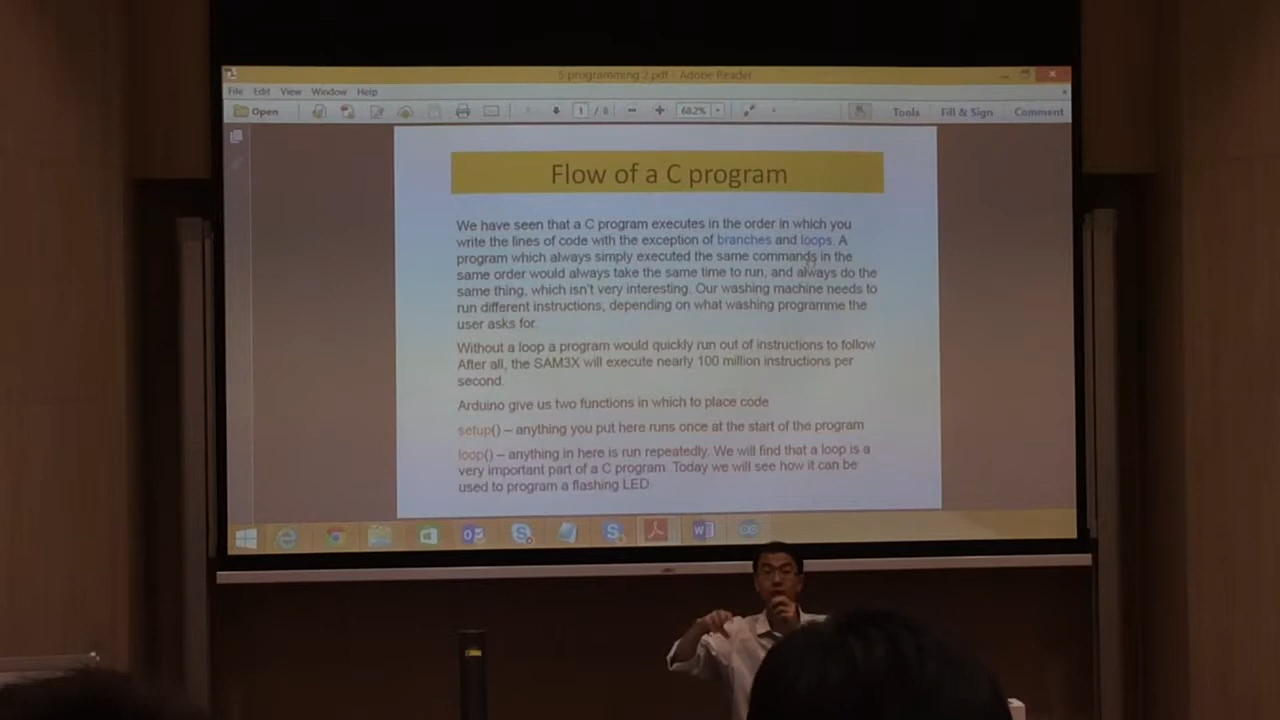 5 programming 2.pdf - Adobe Reader
File Edit View Window Help
Open 1 / 8 68.2% Tools Fill & Sign Comment
Flow of a C program
We have seen that a C program executes in the order in which you
write the lines of code with the exception of branches and loops. A
program which always simply executed the same commands in the
same order would always take the same time to run, and always do the
same thing, which isn't very interesting. Our washing machine needs to
run different instructions, depending on what washing programme the
user asks for.
Without a loop a program would quickly run out of instructions to follow.
After all, the SAM3X will execute nearly 100 million instructions per
second.
Arduino give us two functions in which to place code
setup() – anything you put here runs once at the start of the program
loop() – anything in here is run repeatedly. We will find that a loop is a
very important part of a C program. Today we will see how it can be
used to program a flashing LED